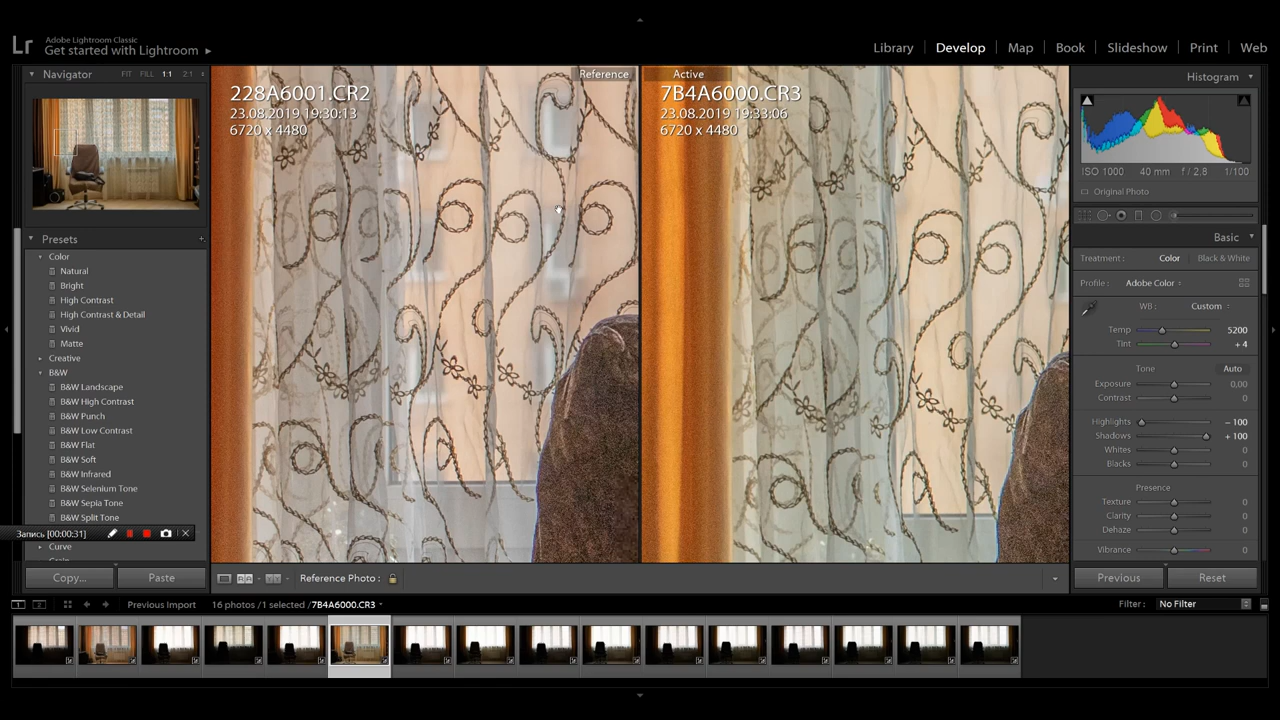 Lr
Adobe Lightroom Classic
Get started with Lightroom
Library Develop Map Book Slideshow Print Web
Navigator FIT FILL 1:1 2:1
Presets
Color
Natural
Bright
High Contrast
High Contrast & Detail
Vivid
Matte
Creative
B&W
B&W Landscape
B&W High Contrast
B&W Punch
B&W Low Contrast
B&W Flat
B&W Soft
B&W Infrared
B&W Selenium Tone
B&W Sepia Tone
B&W Split Tone
Запись [00:00:31]
Curve
Copy... Paste
Reference
228A6001.CR2
23.08.2019 19:30:13
6720 x 4480
Active
7B4A6000.CR3
23.08.2019 19:33:06
6720 x 4480
Reference Photo :
Histogram
ISO 1000 40 mm f / 2.8 1/100
Original Photo
Basic
Treatment : Color Black & White
Profile : Adobe Color
WB : Custom
Temp 5200
Tint + 4
Tone Auto
Exposure 0,00
Contrast 0
Highlights – 100
Shadows + 100
Whites 0
Blacks 0
Presence
Texture 0
Clarity 0
Dehaze 0
Vibrance 0
Previous Reset
1 2 Previous Import 16 photos /1 selected /7B4A6000.CR3
Filter : No Filter